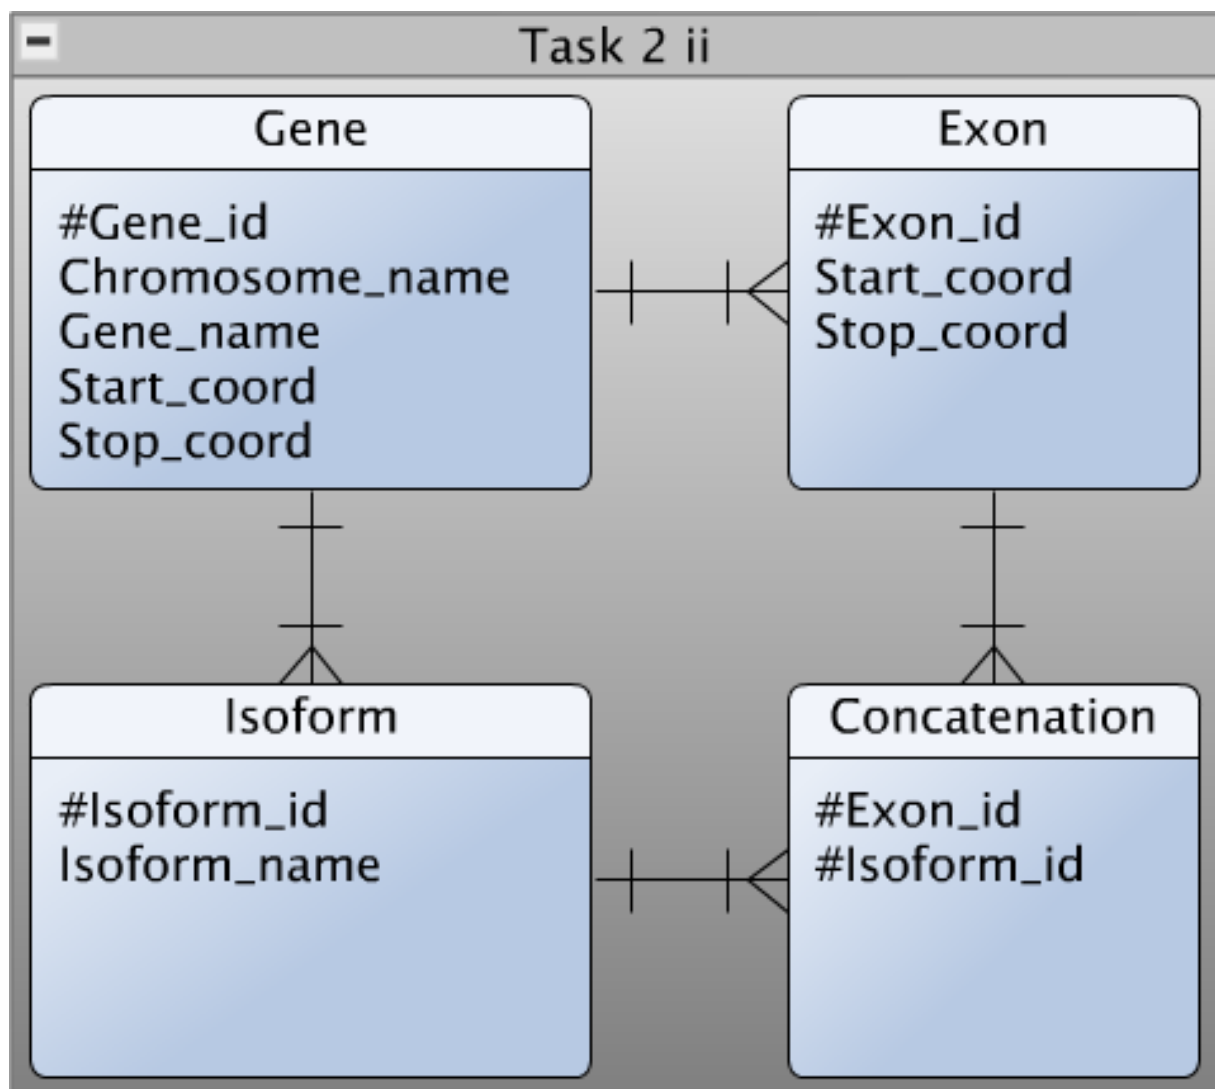 Task 2 ii
Gene
#Gene_id
Chromosome_name
Gene_name
Start_coord
Stop_coord
Exon
#Exon_id
Start_coord
Stop_coord
Isoform
#Isoform_id
Isoform_name
Concatenation
#Exon_id
#Isoform_id